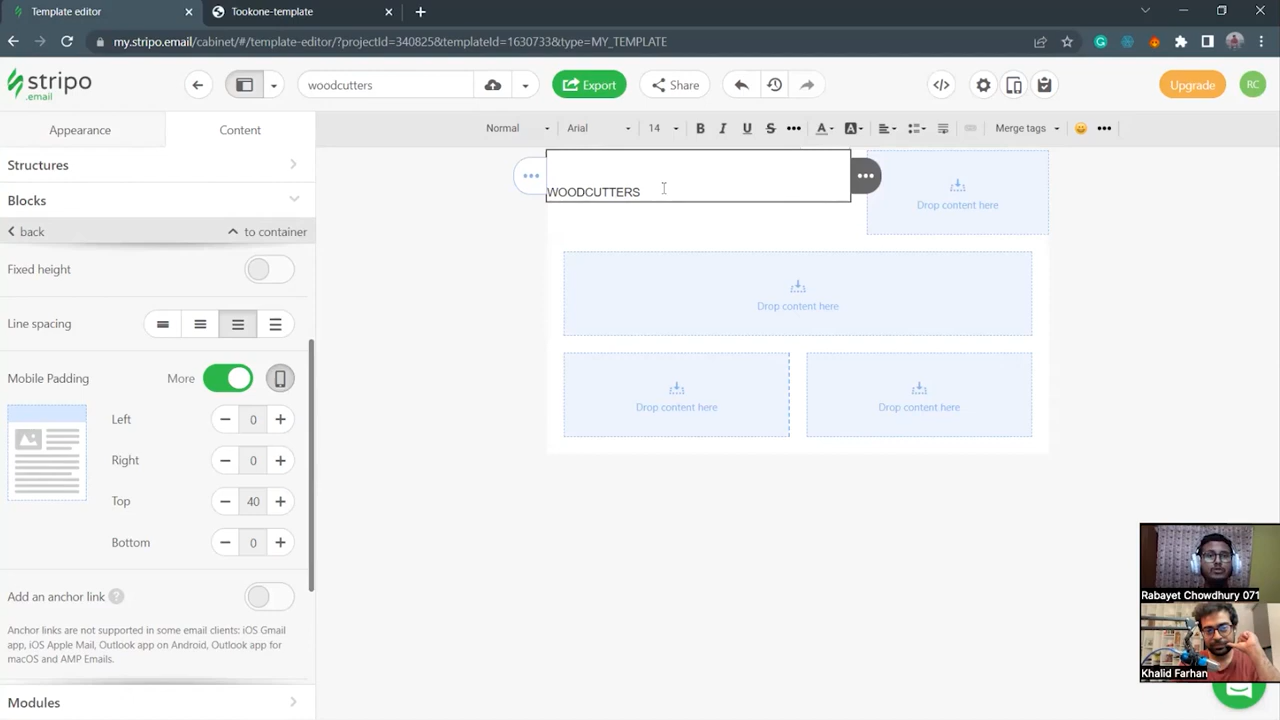 Template editor
Tookone-template
my.stripo.email/cabinet/#/template-editor/?projectId=340825&templateId=1630733&type=MY_TEMPLATE
stripo
.email
woodcutters
Export
Share
Upgrade
RC
Appearance
Content
Normal
Arial
14
B
I
U
S
A
A
Merge tags
Structures
Blocks
back
to container
Fixed height
Line spacing
Mobile Padding
More
Left
0
Right
0
Top
40
Bottom
0
Add an anchor link
?
Anchor links are not supported in some email clients: iOS Gmail
app, iOS Apple Mail, Outlook app on Android, Outlook app for
macOS and AMP Emails.
Modules
WOODCUTTERS
Drop content here
Drop content here
Drop content here
Drop content here
Rabayet Chowdhury 071
Khalid Farhan